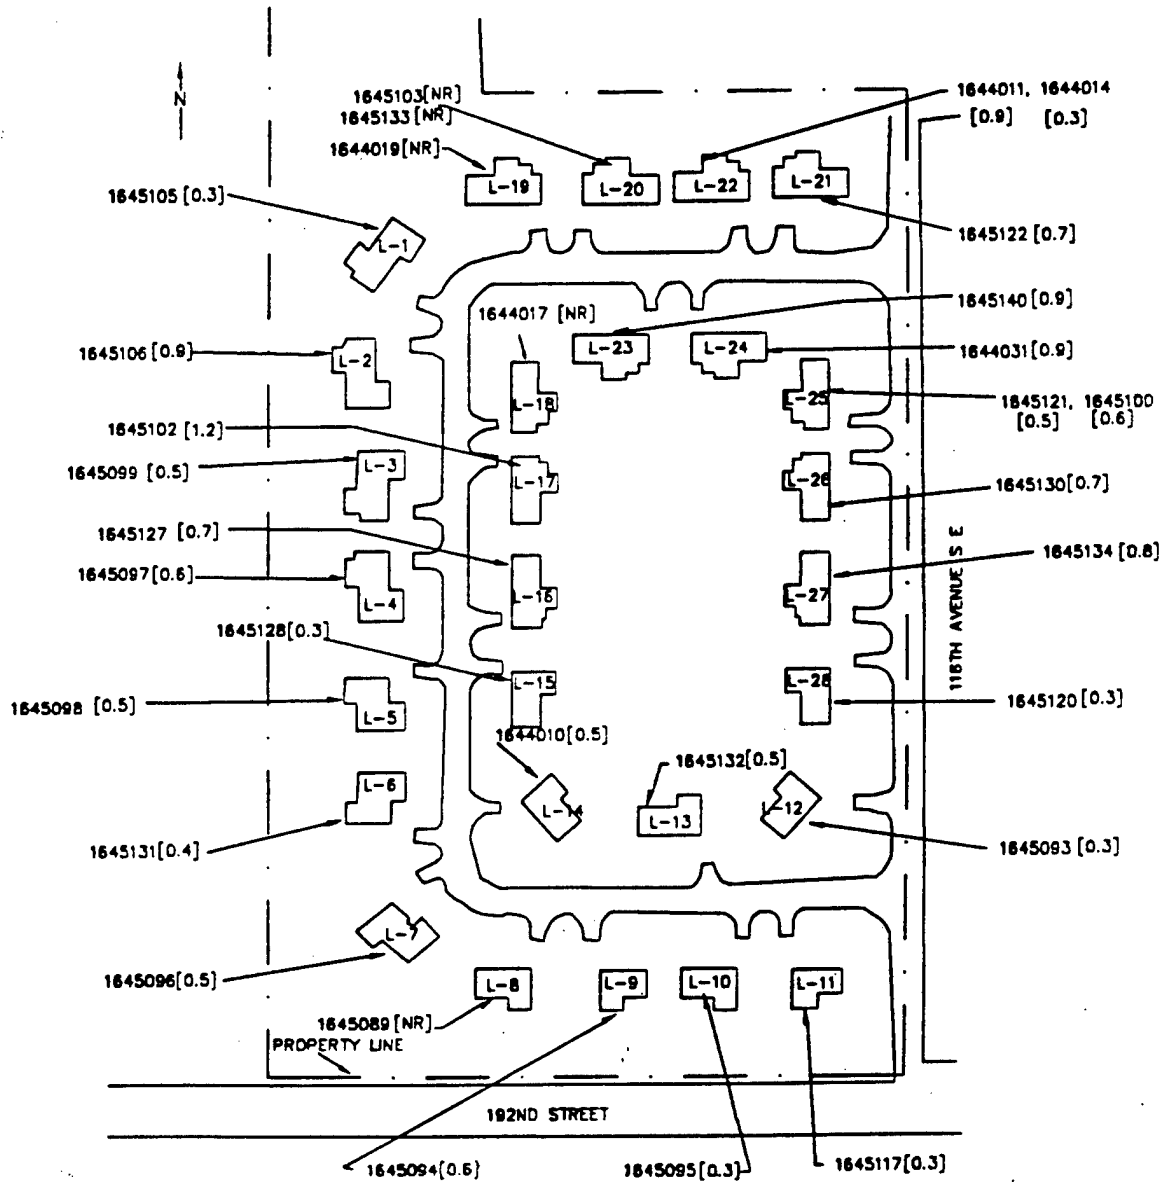 N
1645103[NR]
1645133[NR]
1644019[NR]
1644011, 1644014
[0.9] [0.3]
L-19
L-20
L-22
L-21
1645105 [0.3]
L-1
1645122 [0.7]
1644017 [NR]
1645140 [0.9]
1645106 [0.9]
L-2
L-23
L-24
1644031 [0.9]
L-18
L-25
1645121, 1645100
[0.5] [0.6]
1645102 [1.2]
1645099 [0.5]
L-3
L-17
L-26
1645130[0.7]
1645127 [0.7]
1645097[0.6]
L-4
L-16
L-27
1645134 [0.8]
116TH AVENUE S E
1645128[0.3]
L-15
L-28
1645098 [0.5]
L-5
1645120 [0.3]
1644010[0.5]
1645132[0.5]
L-6
L-14
L-13
L-12
1645131[0.4]
1645093 [0.3]
L-7
1645096[0.5]
L-8
L-9
L-10
L-11
1645089 [NR]
PROPERTY LINE
192ND STREET
1645094[0.6]
1645095[0.3]
1645117[0.3]